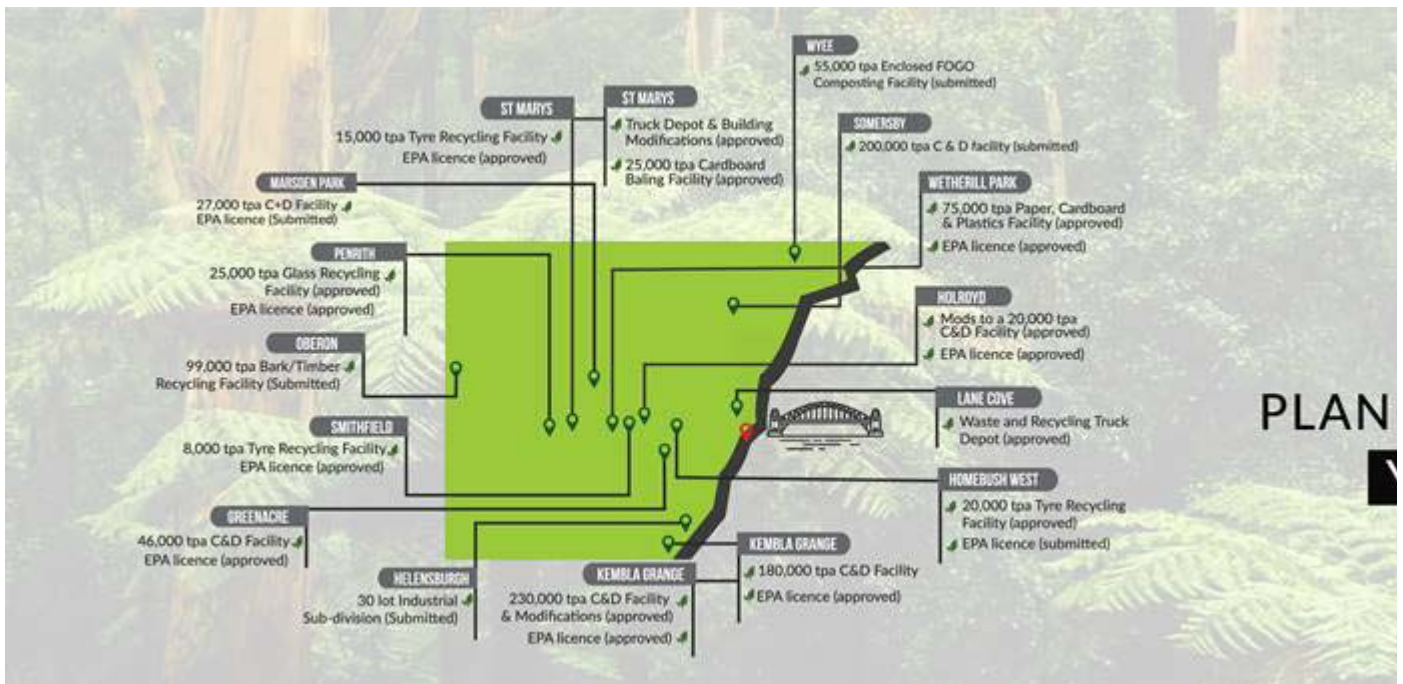 WYEE
55,000 tpa Enclosed FOGO
Composting Facility (submitted)
ST MARYS
15,000 tpa Tyre Recycling Facility
EPA licence (approved)
ST MARYS
Truck Depot & Building
Modifications (approved)
25,000 tpa Cardboard
Baling Facility (approved)
SOMERSBY
200,000 tpa C & D facility (submitted)
MARSDEN PARK
27,000 tpa C+D Facility
EPA licence (Submitted)
WETHERILL PARK
75,000 tpa Paper, Cardboard
& Plastics Facility (approved)
EPA licence (approved)
PENRITH
25,000 tpa Glass Recycling
Facility (approved)
EPA licence (approved)
HOLROYD
Mods to a 20,000 tpa
C&D Facility (approved)
EPA licence (approved)
OBERON
99,000 tpa Bark/Timber
Recycling Facility (Submitted)
LANE COVE
Waste and Recycling Truck
Depot (approved)
SMITHFIELD
8,000 tpa Tyre Recycling Facility
EPA licence (approved)
HOMEBUSH WEST
20,000 tpa Tyre Recycling
Facility (approved)
EPA licence (submitted)
GREENACRE
46,000 tpa C&D Facility
EPA licence (approved)
KEMBLA GRANGE
180,000 tpa C&D Facility
EPA licence (approved)
HELENSBURGH
30 lot Industrial
Sub-division (Submitted)
KEMBLA GRANGE
230,000 tpa C&D Facility
& Modifications (approved)
EPA licence (approved)
PLAN